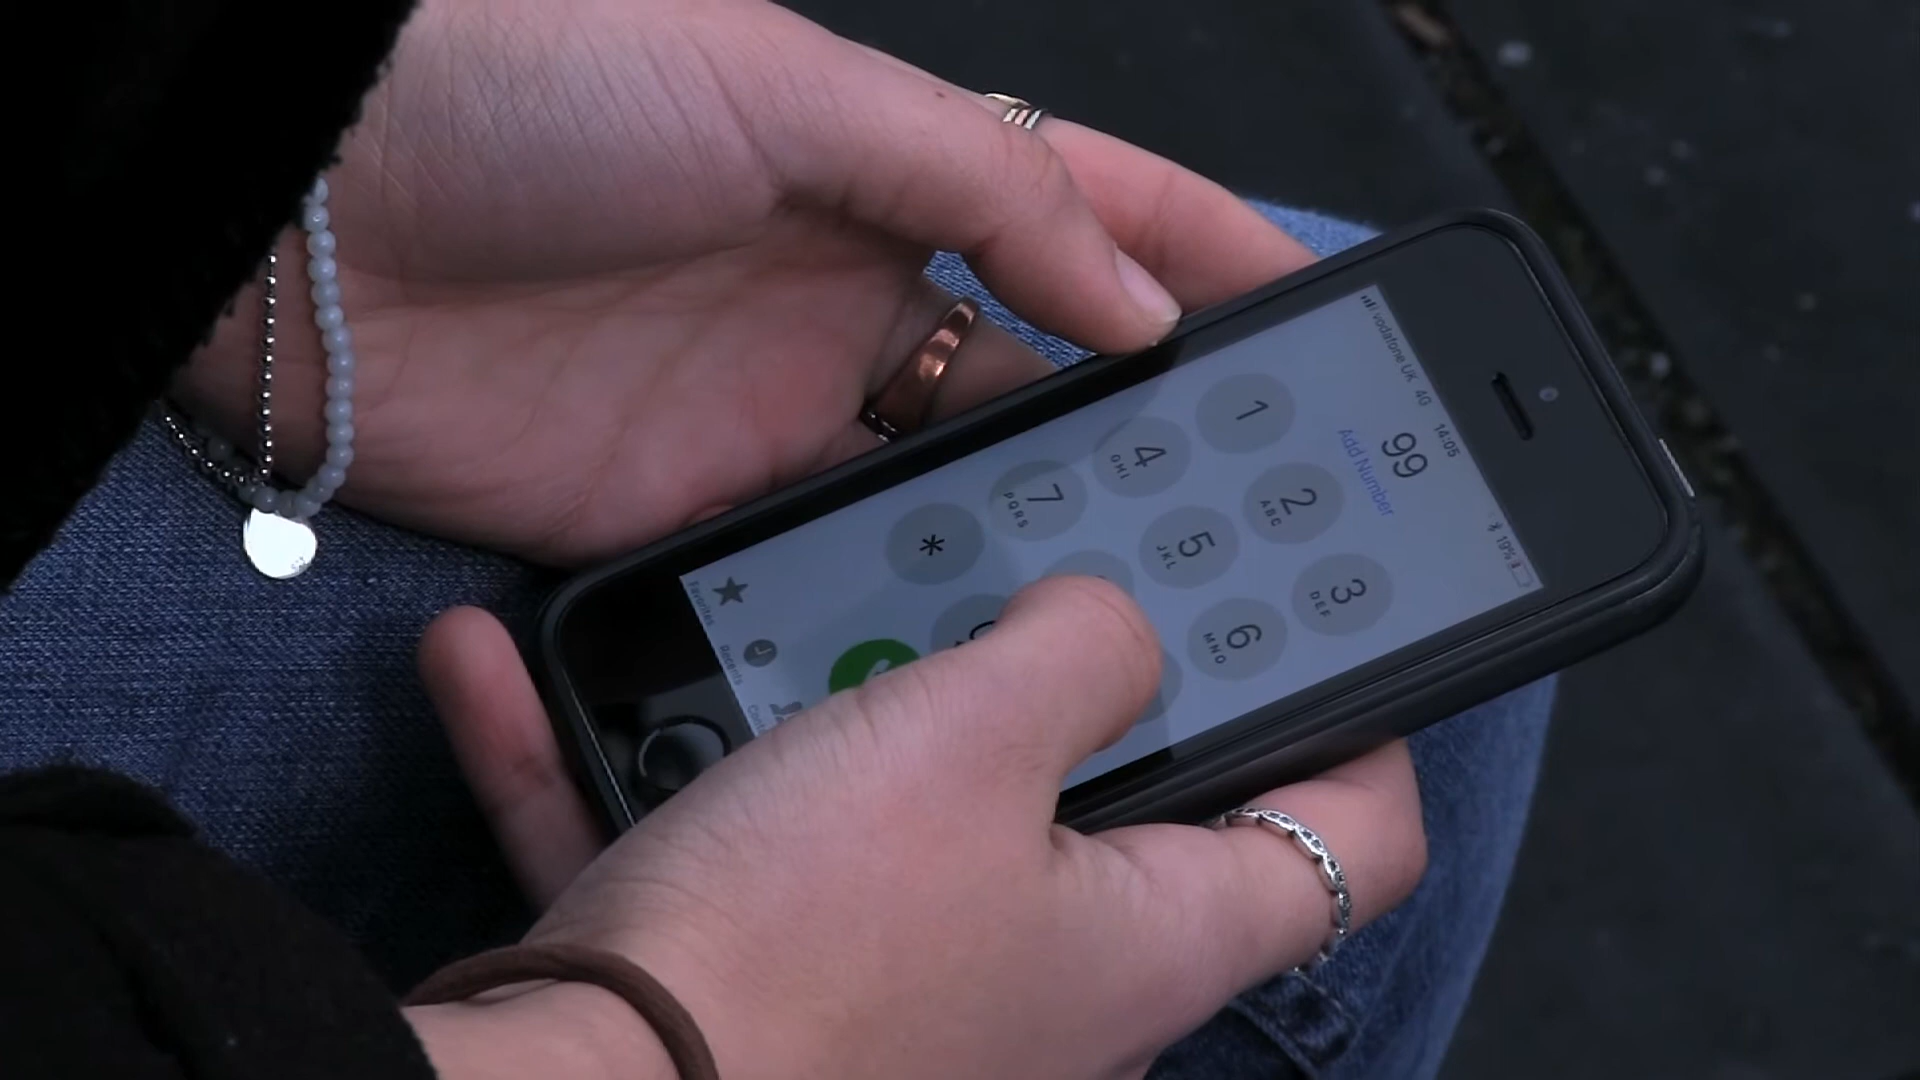 vodafone UK 4G 14:05 19%
99
Add Number
1
2
ABC
3
DEF
4
GHI
5
JKL
6
MNO
7
PQRS
*
Favorites
Recents